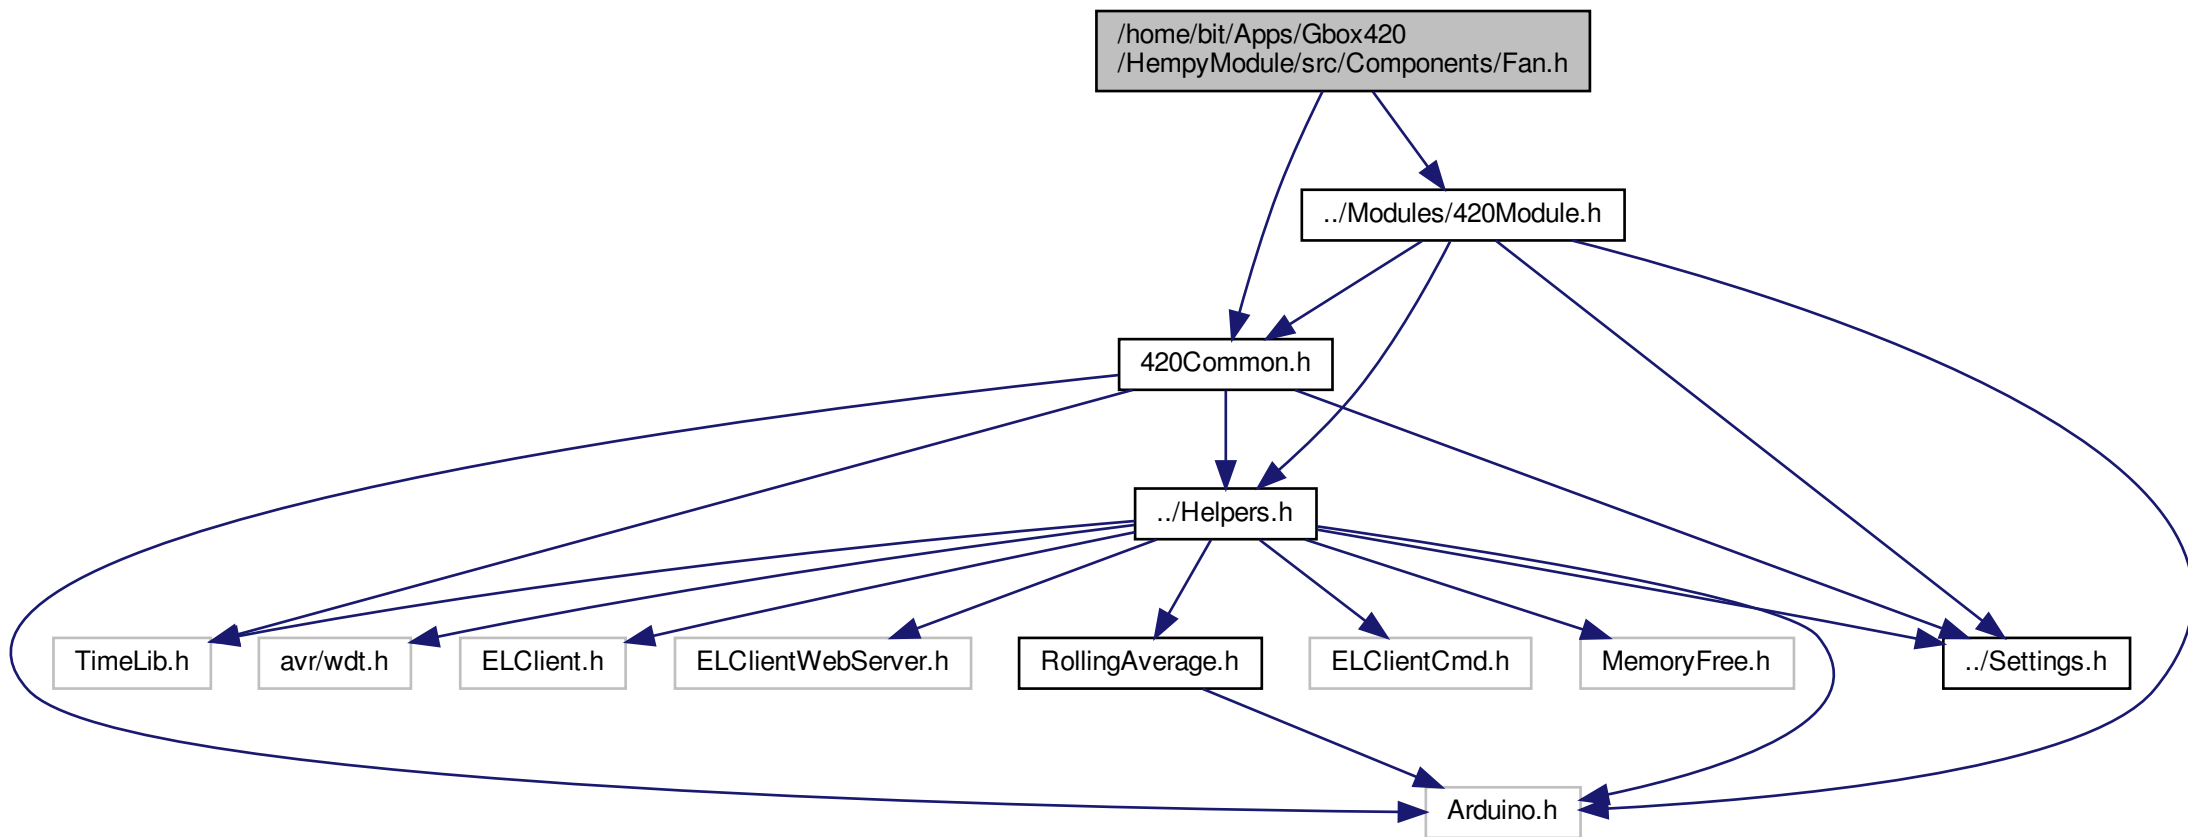 /home/bit/Apps/Gbox420
/HempyModule/src/Components/Fan.h
../Modules/420Module.h
420Common.h
../Helpers.h
TimeLib.h
avr/wdt.h
ELClient.h
ELClientWebServer.h
RollingAverage.h
ELClientCmd.h
MemoryFree.h
../Settings.h
Arduino.h